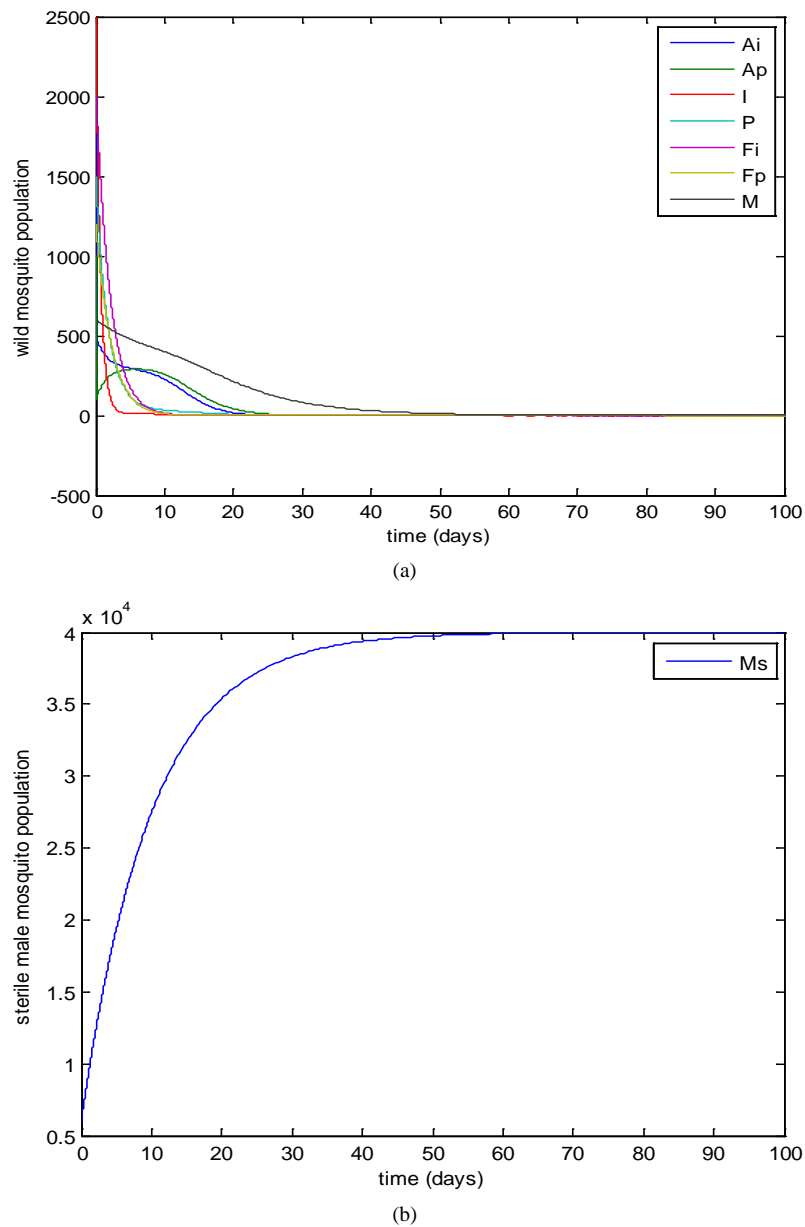 2500
2000
1500
1000
500
0
-500
wild mosquito population
Ai
Ap
I
P
Fi
Fp
M
0 10 20 30 40 50 60 70 80 90 100
time (days)
(a)
x 10^4
4
3.5
3
2.5
2
1.5
1
0.5
sterile male mosquito population
Ms
0 10 20 30 40 50 60 70 80 90 100
time (days)
(b)